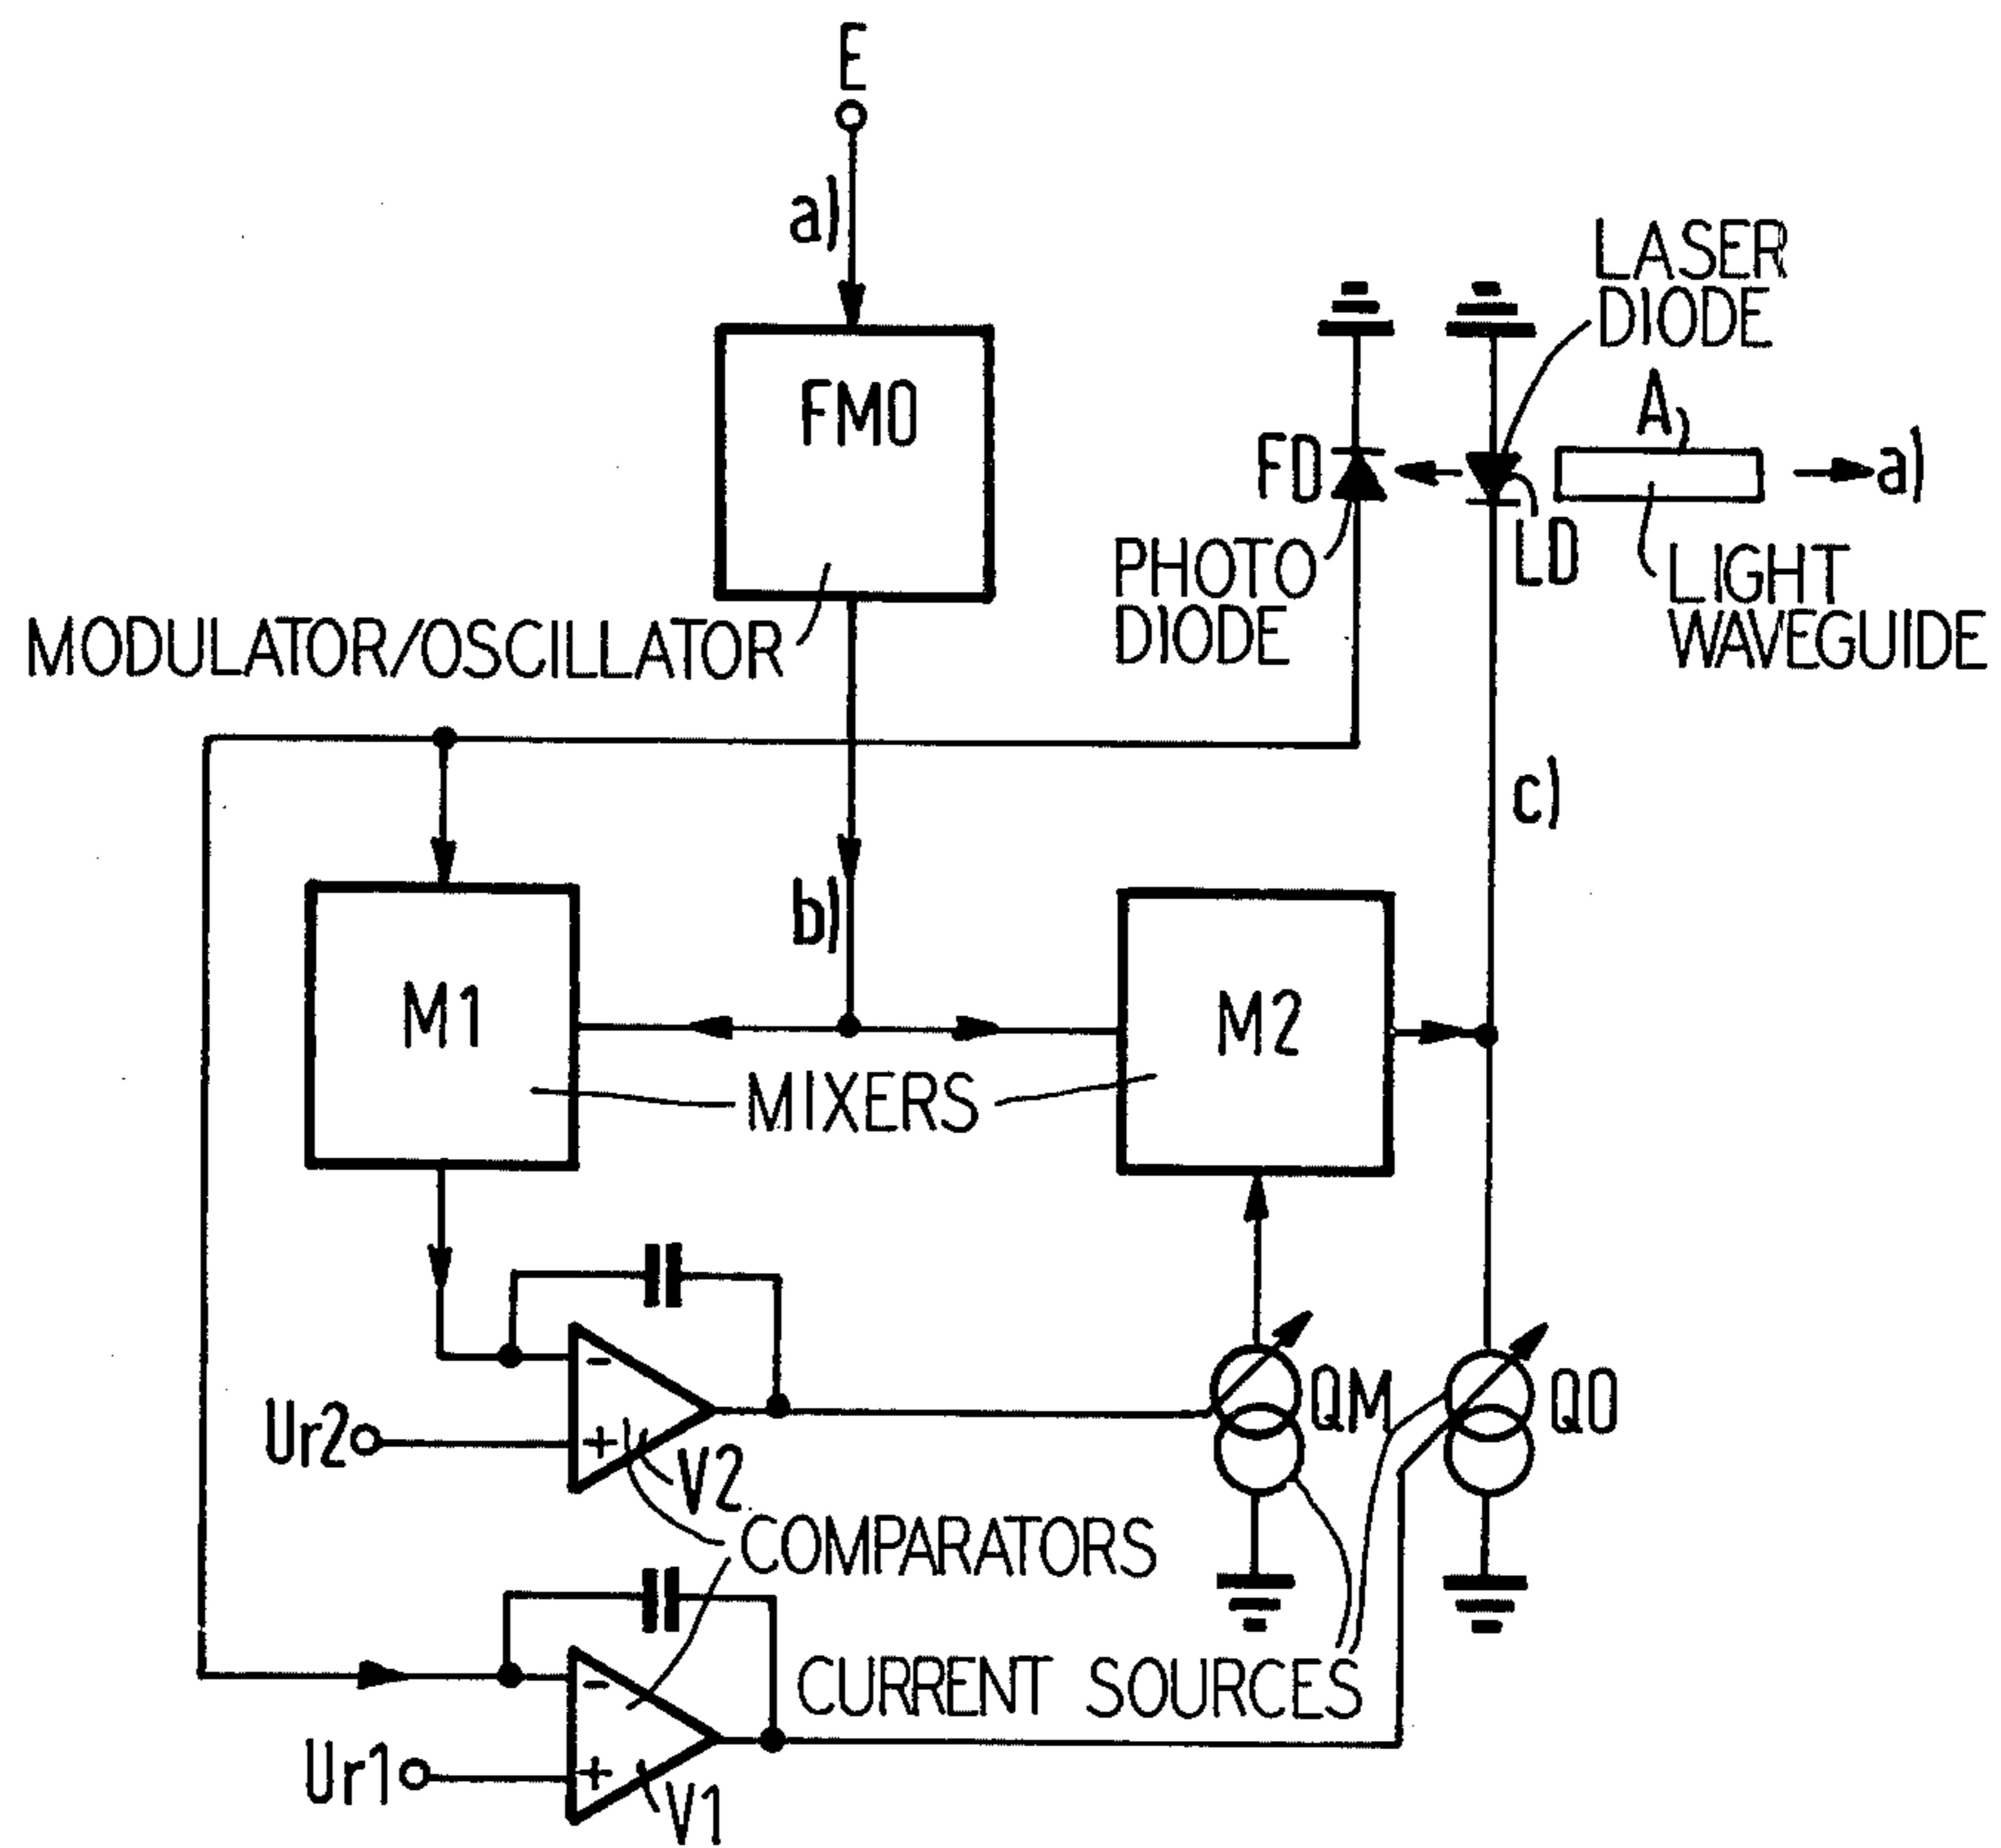 E
a)
LASER
DIODE
FMO
A
FD
a)
LD
PHOTO
DIODE
LIGHT
WAVEGUIDE
MODULATOR/OSCILLATOR
c)
b)
M1
M2
MIXERS
-
+
Ur2
V2
QM
QO
COMPARATORS
CURRENT SOURCES
-
+
Ur1
V1